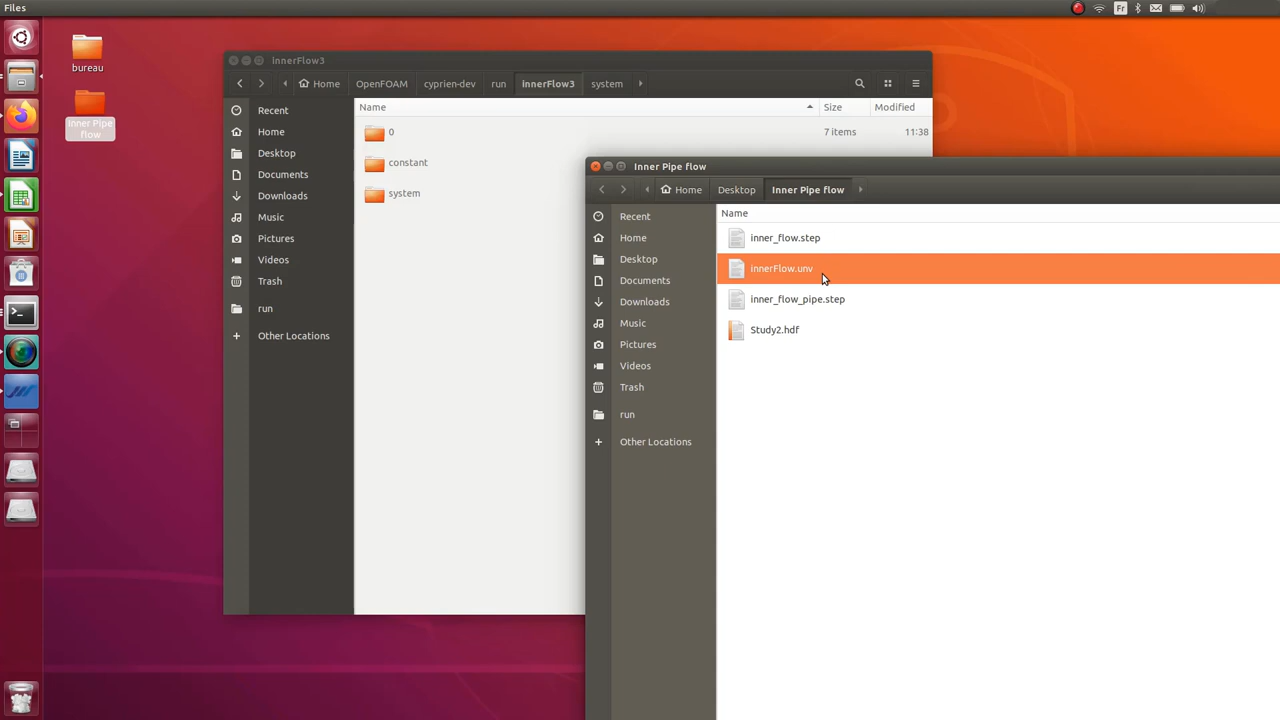 Files
Fr
bureau
Inner Pipe
flow
InnerFlow3
Home
OpenFOAM
cyprien-dev
run
innerFlow3
system
Recent
Home
Desktop
Documents
Downloads
Music
Pictures
Videos
Trash
run
Other Locations
Name
Size
Modified
0
7 items
11:38
constant
system
Inner Pipe flow
Home
Desktop
Inner Pipe flow
Recent
Home
Desktop
Documents
Downloads
Music
Pictures
Videos
Trash
run
Other Locations
Name
inner_flow.step
innerFlow.unv
inner_flow_pipe.step
Study2.hdf